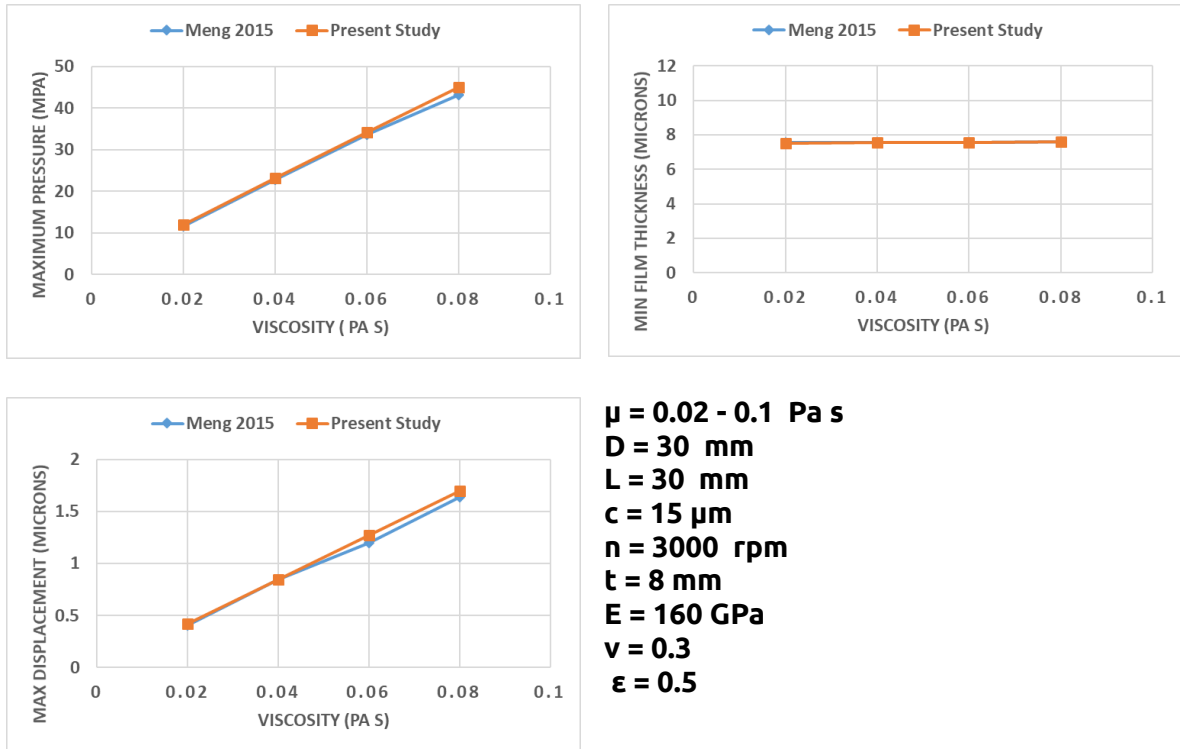 Meng 2015 Present Study
MAXIMUM PRESSURE (MPA)
50
40
30
20
10
0
0 0.02 0.04 0.06 0.08 0.1
VISCOSITY ( PA S)
Meng 2015 Present Study
MIN FILM THICKNESS (MICRONS)
12
10
8
6
4
2
0
0 0.02 0.04 0.06 0.08 0.1
VISCOSITY (PA S)
Meng 2015 Present Study
MAX DISPLACEMENT (MICRONS)
2
1.5
1
0.5
0
0 0.02 0.04 0.06 0.08 0.1
VISCOSITY (PA S)
μ = 0.02 - 0.1 Pa s
D = 30 mm
L = 30 mm
c = 15 μm
n = 3000 rpm
t = 8 mm
E = 160 GPa
ν = 0.3
ε = 0.5